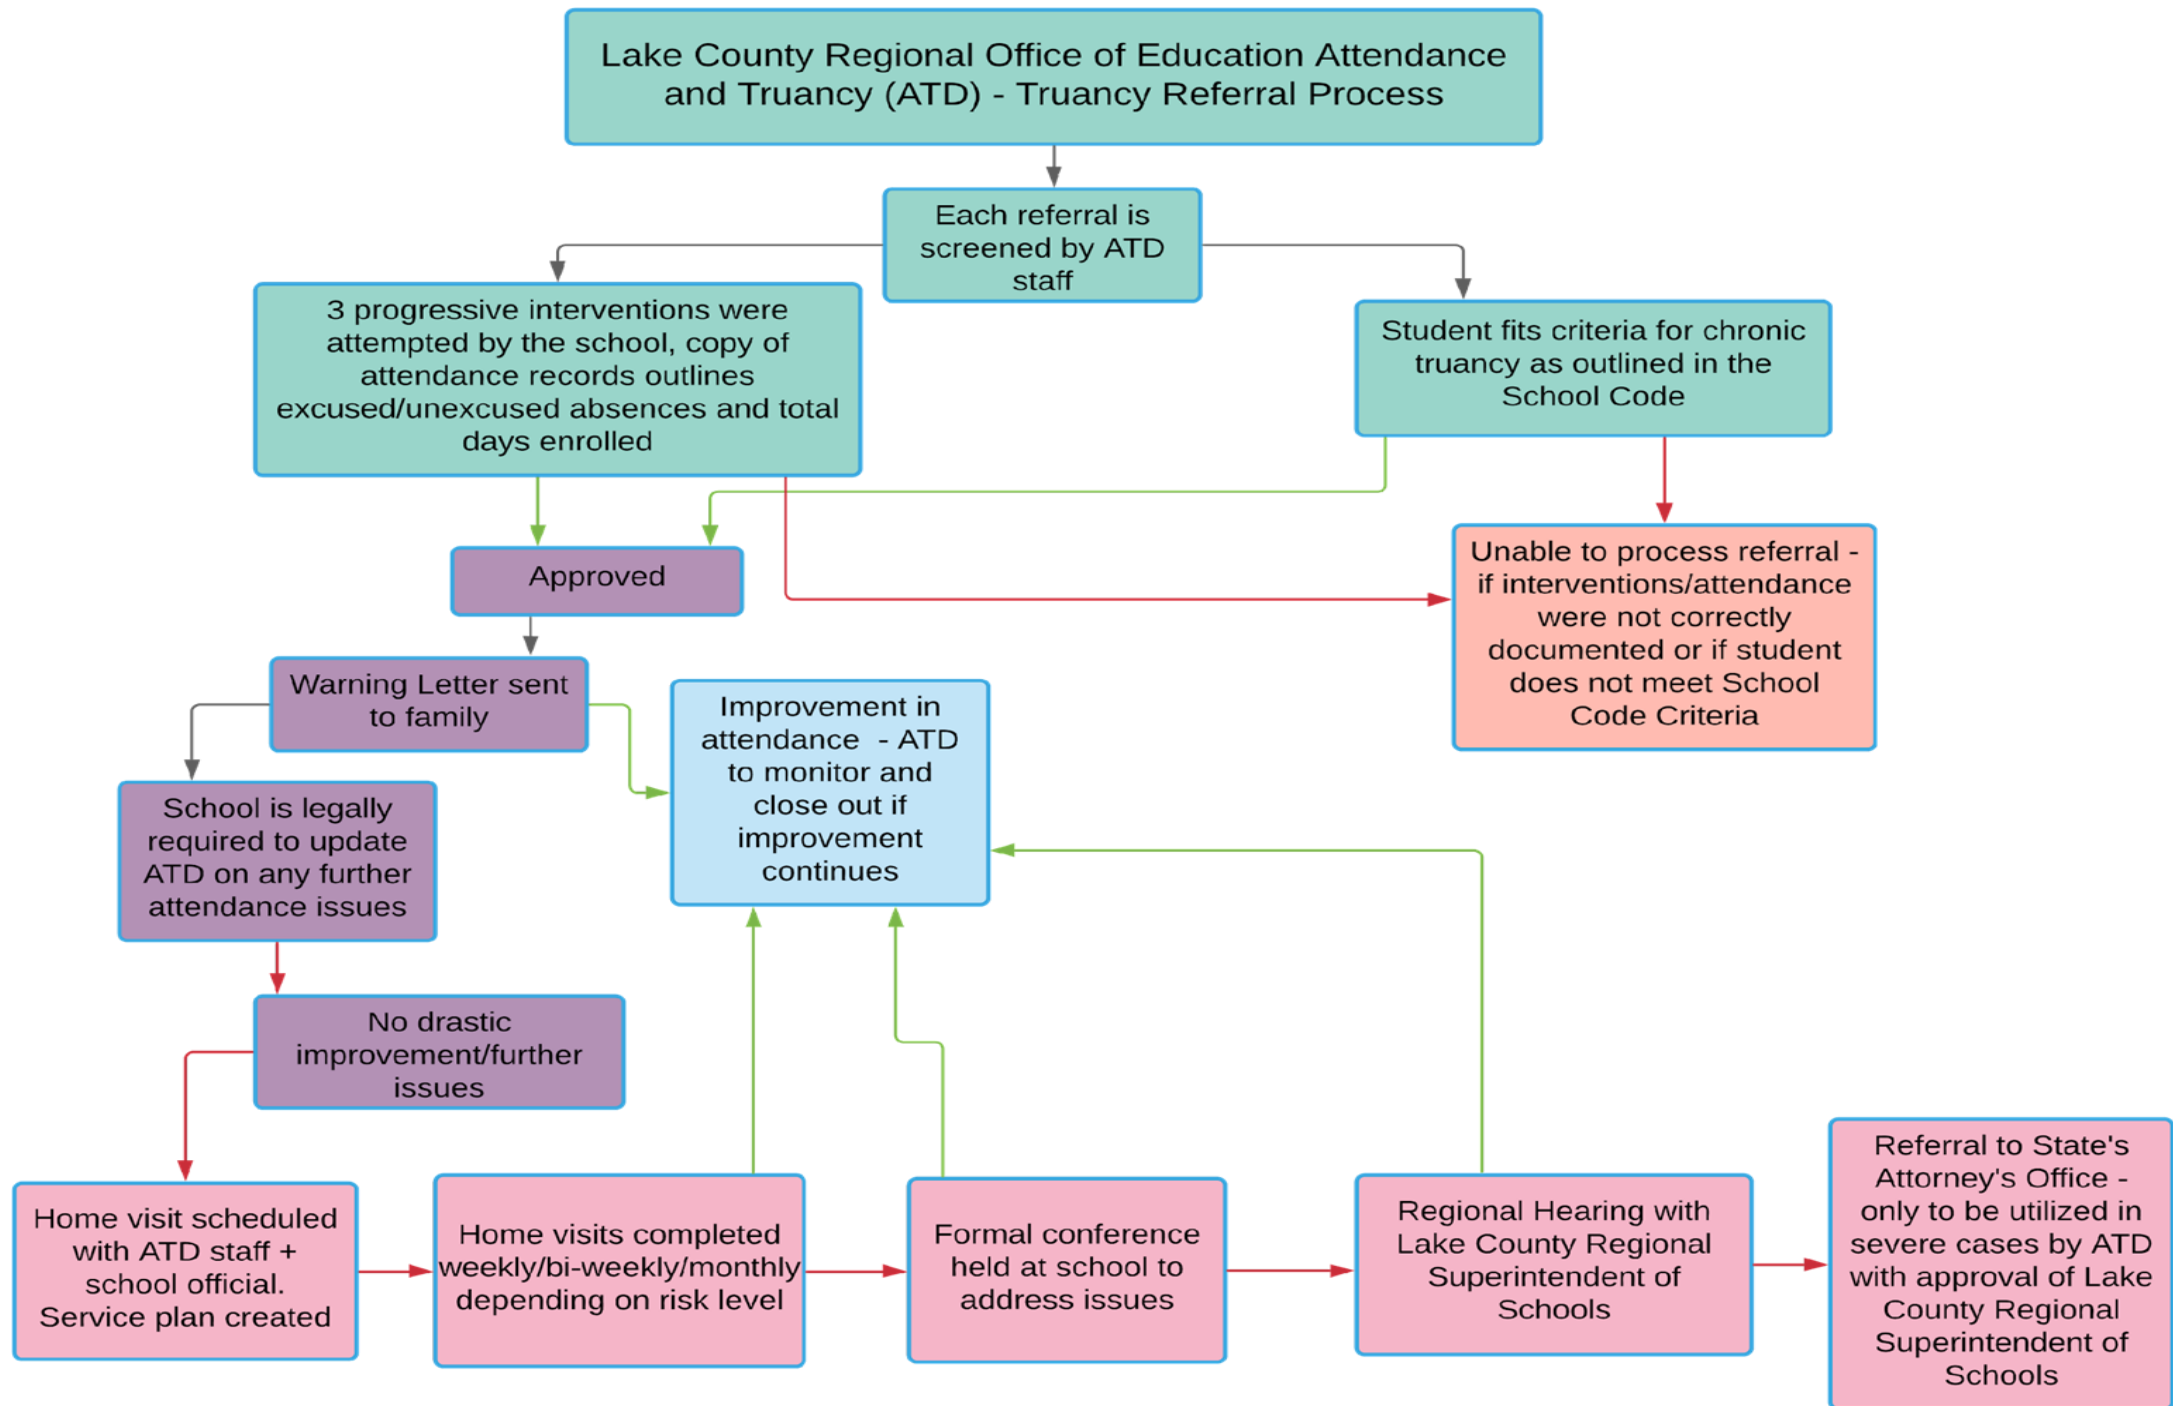 Lake County Regional Office of Education Attendance
and Truancy (ATD) - Truancy Referral Process
Each referral is
screened by ATD
staff
3 progressive interventions were
attempted by the school, copy of
attendance records outlines
excused/unexcused absences and total
days enrolled
Student fits criteria for chronic
truancy as outlined in the
School Code
Approved
Unable to process referral -
if interventions/attendance
were not correctly
documented or if student
does not meet School
Code Criteria
Warning Letter sent
to family
Improvement in
attendance - ATD
to monitor and
close out if
improvement
continues
School is legally
required to update
ATD on any further
attendance issues
No drastic
improvement/further
issues
Home visit scheduled
with ATD staff +
school official.
Service plan created
Home visits completed
weekly/bi-weekly/monthly
depending on risk level
Formal conference
held at school to
address issues
Regional Hearing with
Lake County Regional
Superintendent of
Schools
Referral to State's
Attorney's Office -
only to be utilized in
severe cases by ATD
with approval of Lake
County Regional
Superintendent of
Schools